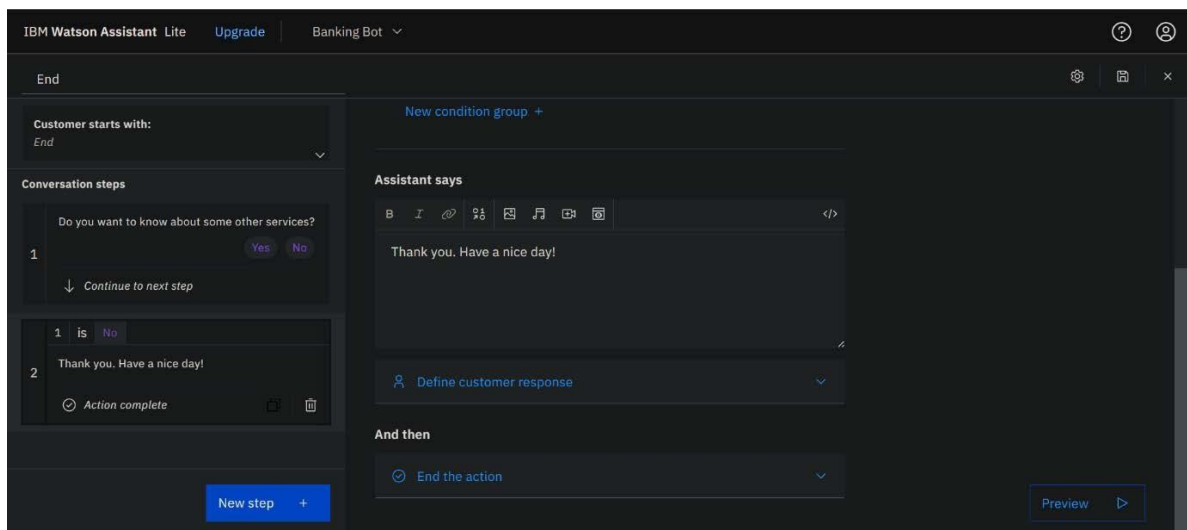 IBM Watson Assistant Lite Upgrade Banking Bot
End
Customer starts with:
End
Conversation steps
1
Do you want to know about some other services?
Yes No
Continue to next step
2
1 is No
Thank you. Have a nice day!
Action complete
New step +
New condition group +
Assistant says
B I </>
Thank you. Have a nice day!
Define customer response
And then
End the action
Preview